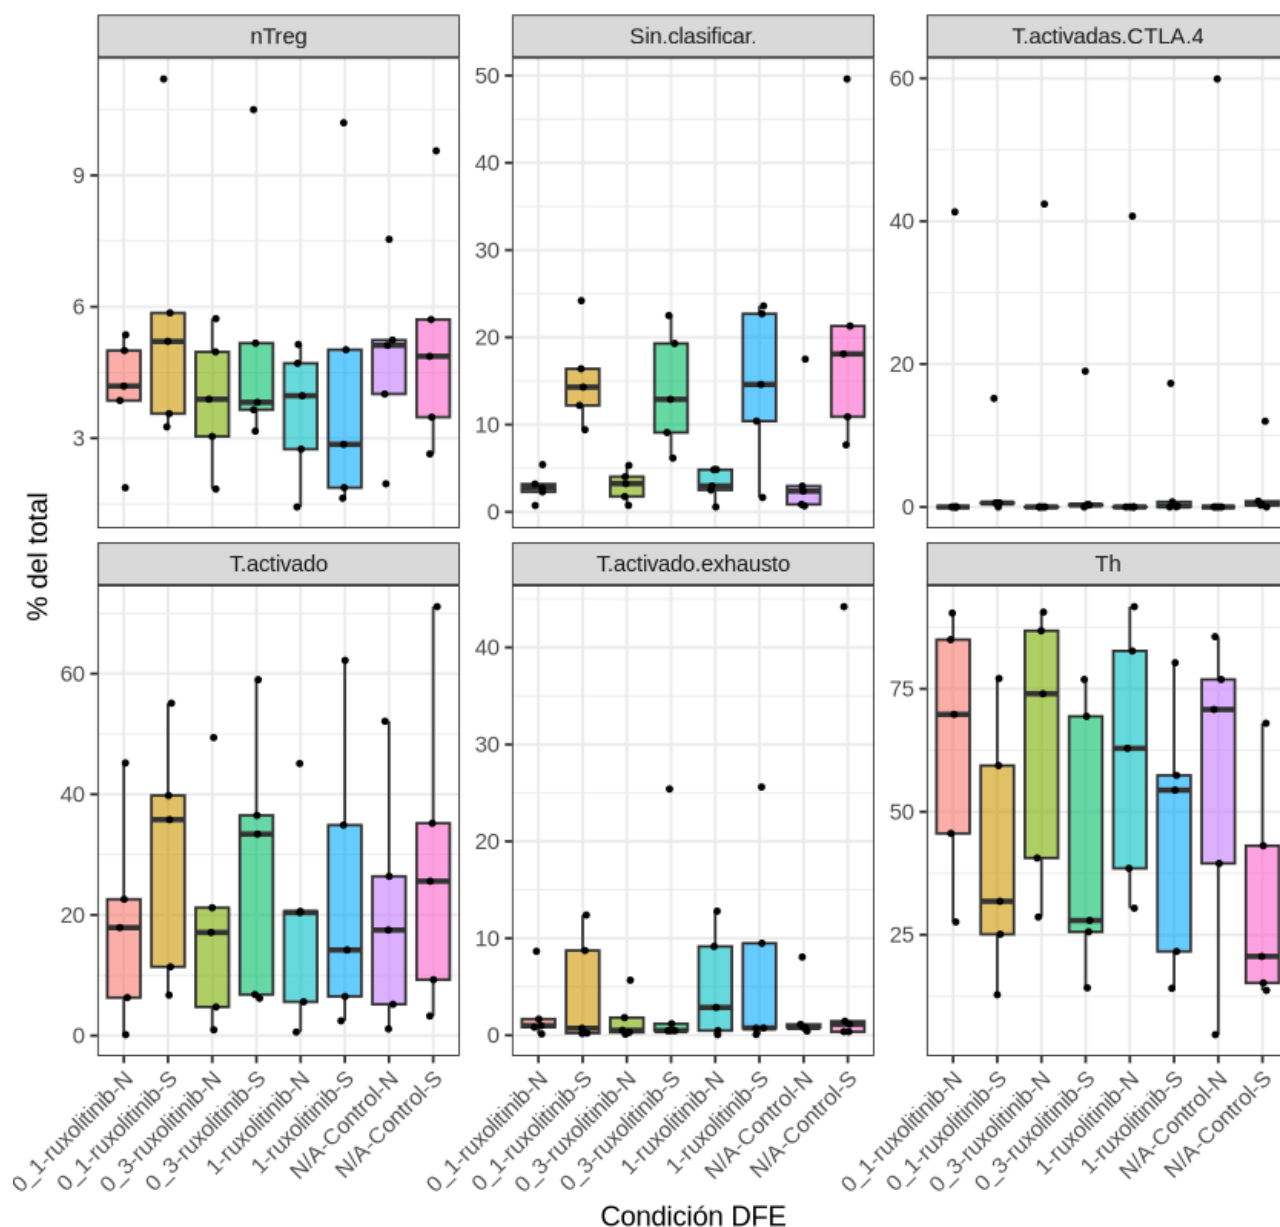 nTreg
Sin.clasificar.
T.activadas.CTLA.4
9
6
3
50
40
30
20
10
0
60
40
20
0
% del total
T.activado
T.activado.exhausto
Th
60
40
20
0
40
30
20
10
0
75
50
25
0_1-ruxolitinib-N
0_1-ruxolitinib-S
0_3-ruxolitinib-N
0_3-ruxolitinib-S
1-ruxolitinib-N
1-ruxolitinib-S
N/A-Control-N
N/A-Control-S
0_1-ruxolitinib-N
0_1-ruxolitinib-S
0_3-ruxolitinib-N
0_3-ruxolitinib-S
1-ruxolitinib-N
1-ruxolitinib-S
N/A-Control-N
N/A-Control-S
0_1-ruxolitinib-N
0_1-ruxolitinib-S
0_3-ruxolitinib-N
0_3-ruxolitinib-S
1-ruxolitinib-N
1-ruxolitinib-S
N/A-Control-N
N/A-Control-S
Condición DFE